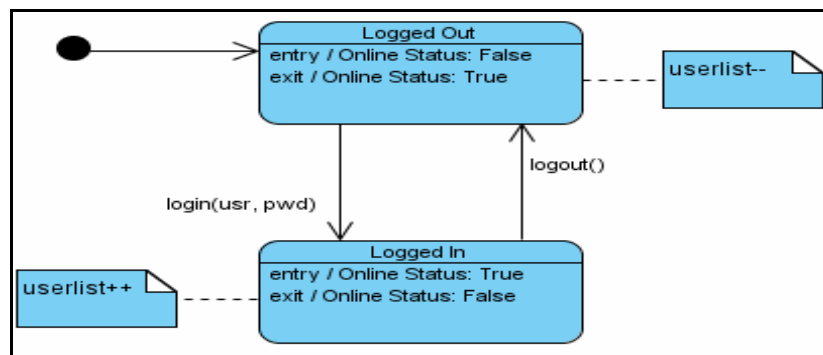 Logged Out
entry / Online Status: False
exit / Online Status: True
userlist--
login(usr, pwd)
logout()
Logged In
entry / Online Status: True
exit / Online Status: False
userlist++